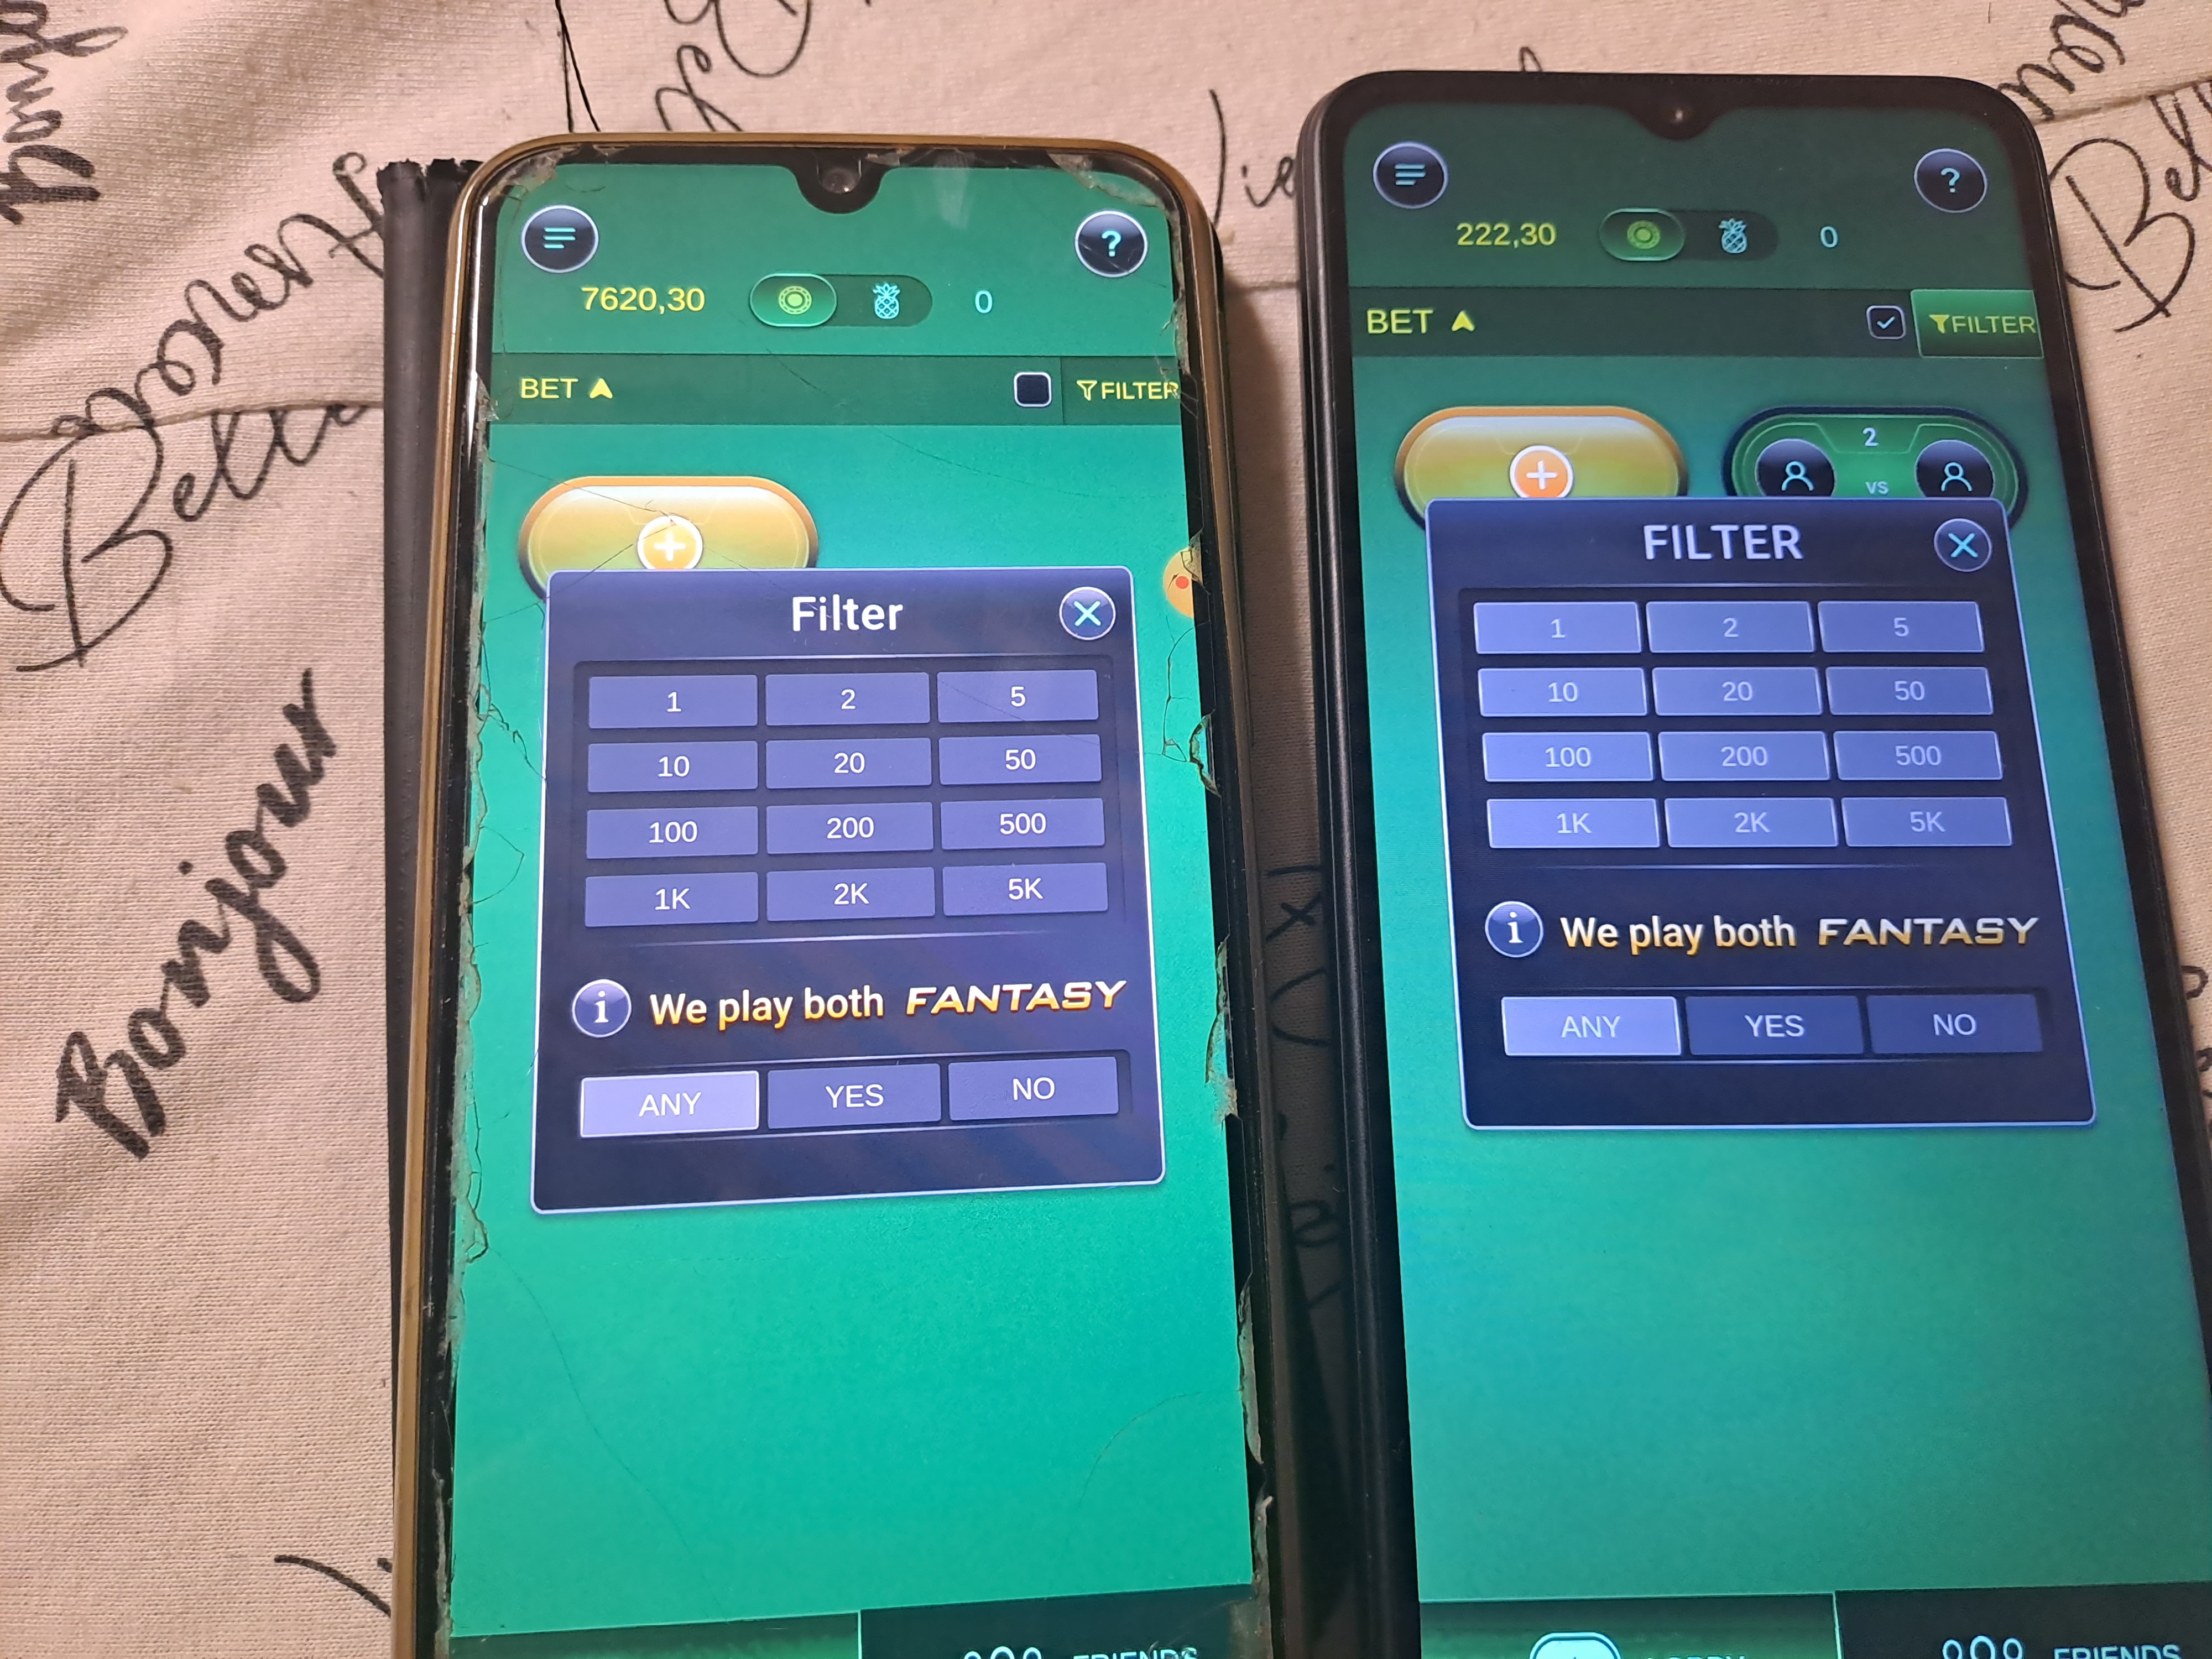 Bonjour
Bonjour
Bella
7620,30
0
?
BET
FILTER
Filter
1 2 5
10 20 50
100 200 500
1K 2K 5K
i We play both FANTASY
ANY YES NO
FRIENDS
222,30
0
?
BET
FILTER
2
vs
FILTER
1 2 5
10 20 50
100 200 500
1K 2K 5K
i We play both FANTASY
ANY YES NO
FRIENDS